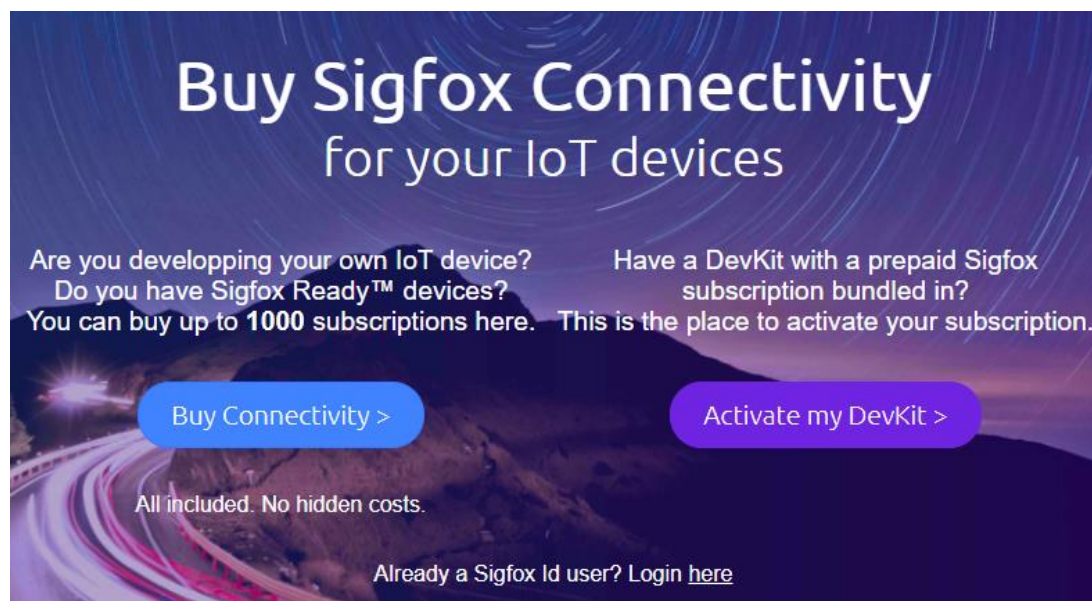 Buy Sigfox Connectivity
for your IoT devices
Are you developping your own IoT device?
Do you have Sigfox Ready™ devices?
You can buy up to 1000 subscriptions here.
Buy Connectivity >
All included. No hidden costs.
Have a DevKit with a prepaid Sigfox
subscription bundled in?
This is the place to activate your subscription.
Activate my DevKit >
Already a Sigfox Id user? Login here